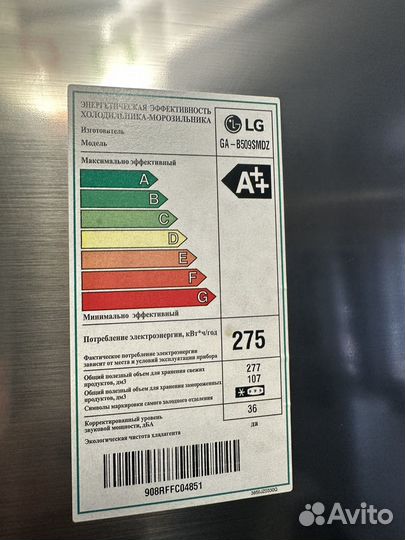 ЭНЕРГЕТИЧЕСКАЯ ЭФФЕКТИВНОСТЬ
ХОЛОДИЛЬНИКА-МОРОЗИЛЬНИКА
Изготовитель
LG
Модель
GA-B509SMDZ
Максимально эффективный
A
B
C
D
E
F
G
A++
Минимально эффективный
Потребление электроэнергии, кВт*ч/год
275
Фактическое потребление электроэнергии
зависит от места и условий эксплуатации прибора
Общий полезный объем для хранения свежих
продуктов, дм3
277
Общий полезный объем для хранения замороженных
продуктов, дм3
107
Символы маркировки самого холодного отделения
Корректированный уровень
звуковой мощности, дБА
36
Экологическая чистота хладагента
да
908RFFC04851
Avito